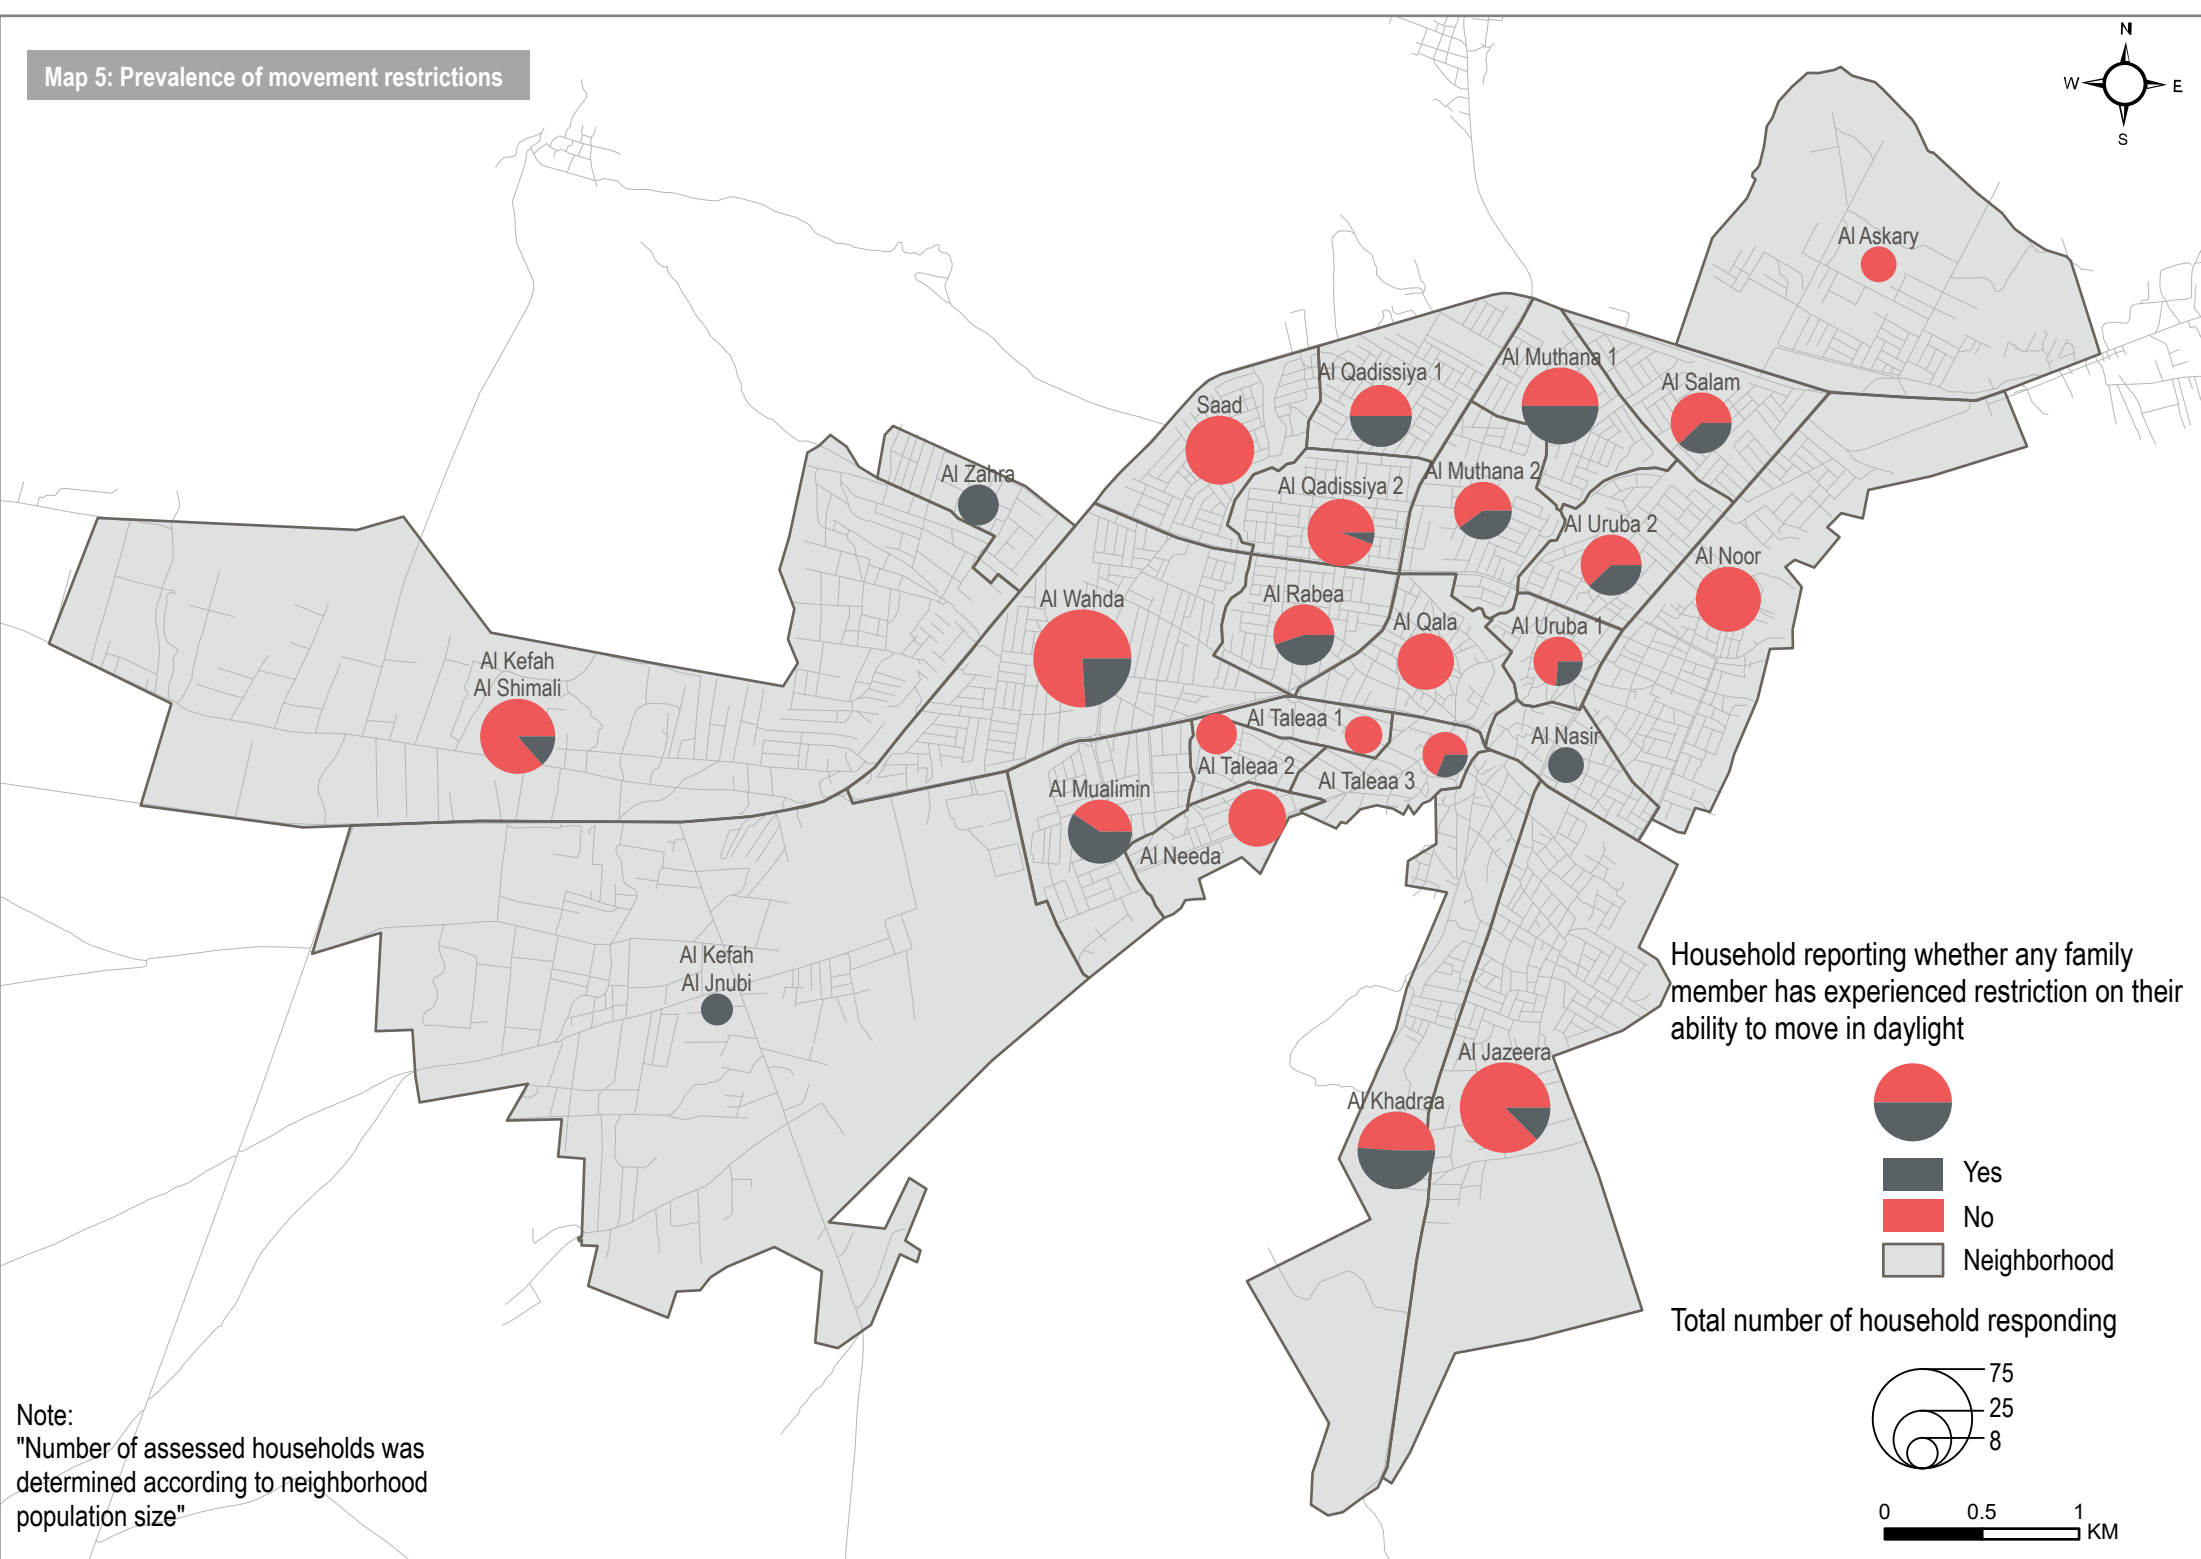 Map 5: Prevalence of movement restrictions
N
W
E
S
Al Askary
Al Muthana 1
Al Qadissiya 1
Al Salam
Saad
Al Zahra
Al Muthana 2
Al Qadissiya 2
Al Uruba 2
Al Noor
Al Wahda
Al Rabea
Al Qala
Al Uruba 1
Al Kefah
Al Shimali
Al Taleaa 1
Al Nasir
Al Taleaa 2
Al Taleaa 3
Al Mualimin
Al Needa
Al Kefah
Al Jnubi
Al Jazeera
Al Khadraa
Household reporting whether any family
member has experienced restriction on their
ability to move in daylight
Yes
No
Neighborhood
Total number of household responding
75
25
8
0 0.5 1
KM
Note:
"Number of assessed households was
determined according to neighborhood
population size"